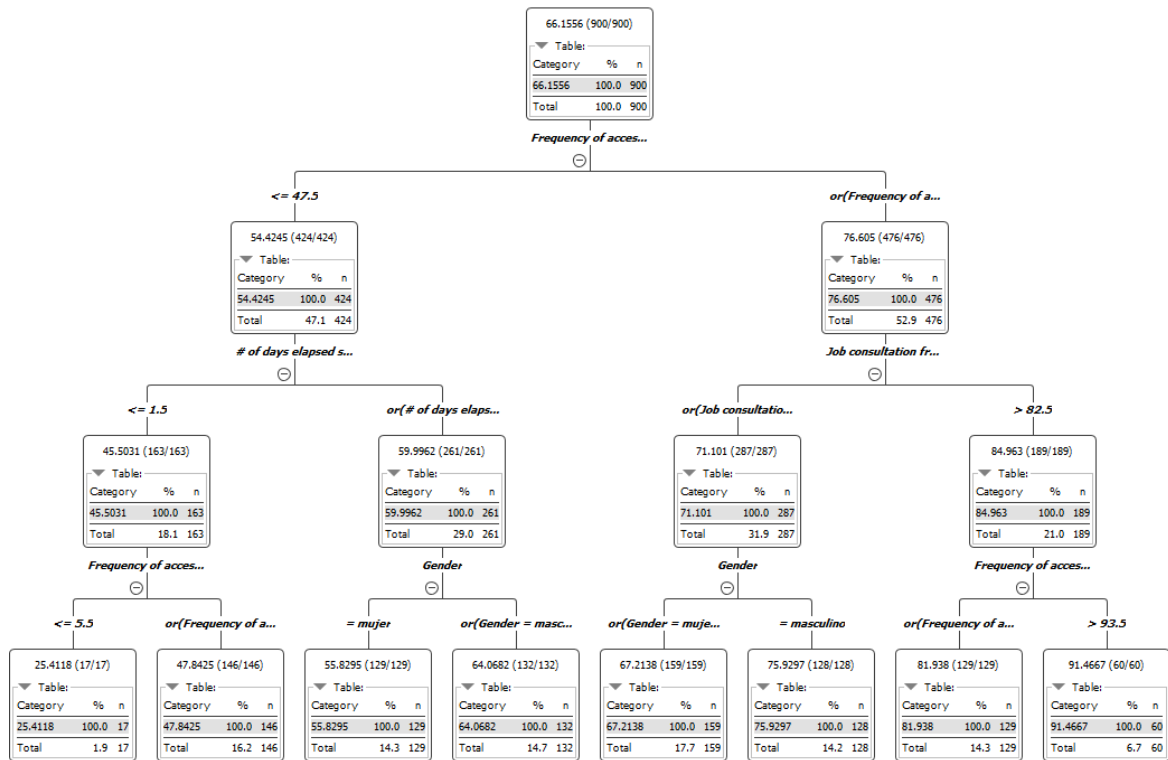 66.1556 (900/900)
Table:
Category % n
66.1556 100.0 900
Total 100.0 900
Frequency of acces...
<= 47.5
or(Frequency of a...
54.4245 (424/424)
Table:
Category % n
54.4245 100.0 424
Total 47.1 424
# of days elapsed s...
76.605 (476/476)
Table:
Category % n
76.605 100.0 476
Total 52.9 476
Job consultation fr...
<= 1.5
or(# of days elaps...
or(Job consultatio...
> 82.5
45.5031 (163/163)
Table:
Category % n
45.5031 100.0 163
Total 18.1 163
Frequency of acces...
59.9962 (261/261)
Table:
Category % n
59.9962 100.0 261
Total 29.0 261
Gender
71.101 (287/287)
Table:
Category % n
71.101 100.0 287
Total 31.9 287
Gender
84.963 (189/189)
Table:
Category % n
84.963 100.0 189
Total 21.0 189
Frequency of acces...
<= 5.5
or(Frequency of a...
= mujer
or(Gender = masc...
or(Gender = muje...
= masculino
or(Frequency of a...
> 93.5
25.4118 (17/17)
Table:
Category % n
25.4118 100.0 17
Total 1.9 17
47.8425 (146/146)
Table:
Category % n
47.8425 100.0 146
Total 16.2 146
55.8295 (129/129)
Table:
Category % n
55.8295 100.0 129
Total 14.3 129
64.0682 (132/132)
Table:
Category % n
64.0682 100.0 132
Total 14.7 132
67.2138 (159/159)
Table:
Category % n
67.2138 100.0 159
Total 17.7 159
75.9297 (128/128)
Table:
Category % n
75.9297 100.0 128
Total 14.2 128
81.938 (129/129)
Table:
Category % n
81.938 100.0 129
Total 14.3 129
91.4667 (60/60)
Table:
Category % n
91.4667 100.0 60
Total 6.7 60